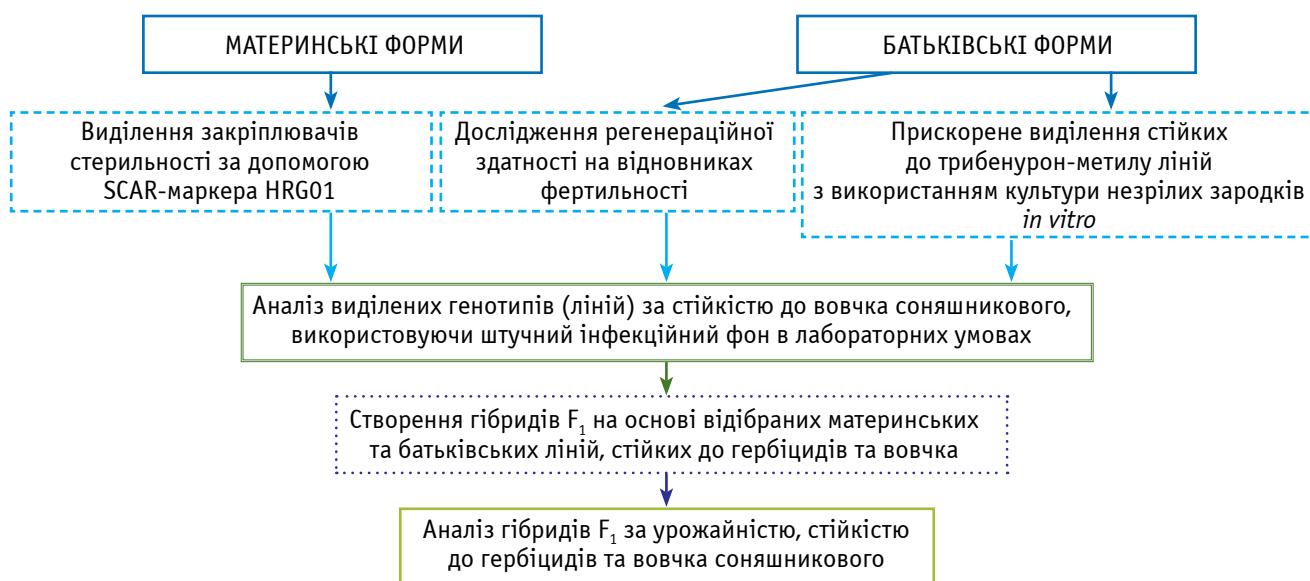 МАТЕРИНСЬКІ ФОРМИ
БАТЬКІВСЬКІ ФОРМИ
Виділення закріплювачів
стерильності за допомогою
SCAR-маркера HRG01
Дослідження регенераційної
здатності на відновниках
фертильності
Прискорене виділення стійких
до трибенурон-метилу ліній
з використанням культури незрілих зародків
in vitro
Аналіз виділених генотипів (ліній) за стійкістю до вовчка соняшникового,
використовуючи штучний інфекційний фон в лабораторних умовах
Створення гібридів F₁ на основі відібраних материнських
та батьківських ліній, стійких до гербіцидів та вовчка
Аналіз гібридів F₁ за урожайністю, стійкістю
до гербіцидів та вовчка соняшникового